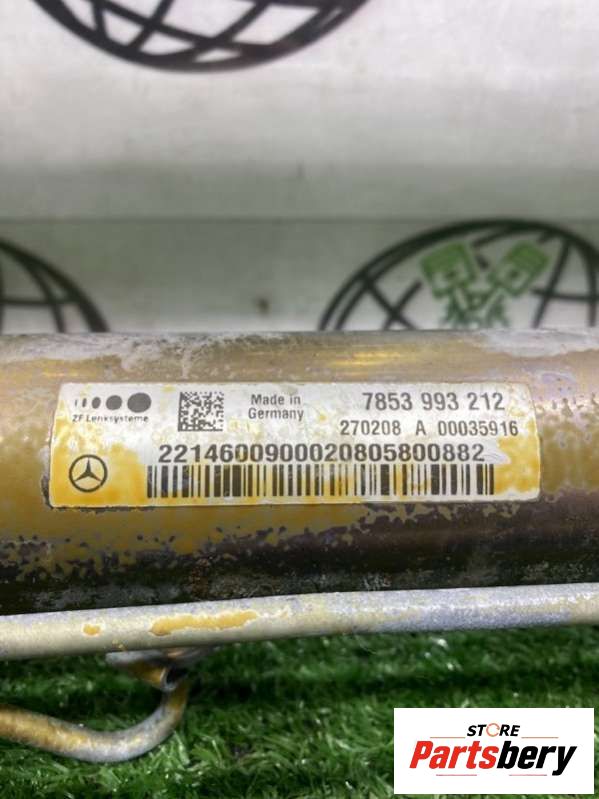 ZF Lenksysteme
Made in
Germany
7853 993 212
270208 A 00035916
2214600900020805800882
STORE
Partsbery